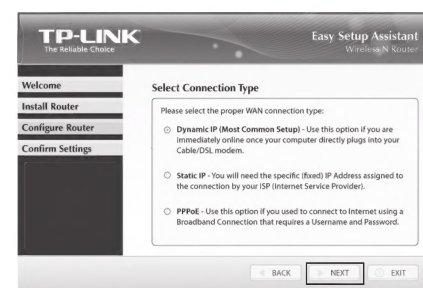 TP-LINK
The Reliable Choice
Easy Setup Assistant
Wireless N Router
Welcome
Install Router
Configure Router
Confirm Settings
Select Connection Type
Please select the proper WAN connection type:
Dynamic IP (Most Common Setup) - Use this option if you are
immediately online once your computer directly plugs into your
Cable/DSL modem.
Static IP - You will need the specific (fixed) IP Address assigned to
the connection by your ISP (Internet Service Provider).
PPPoE - Use this option if you used to connect to Internet using a
Broadband Connection that requires a Username and Password.
BACK NEXT EXIT